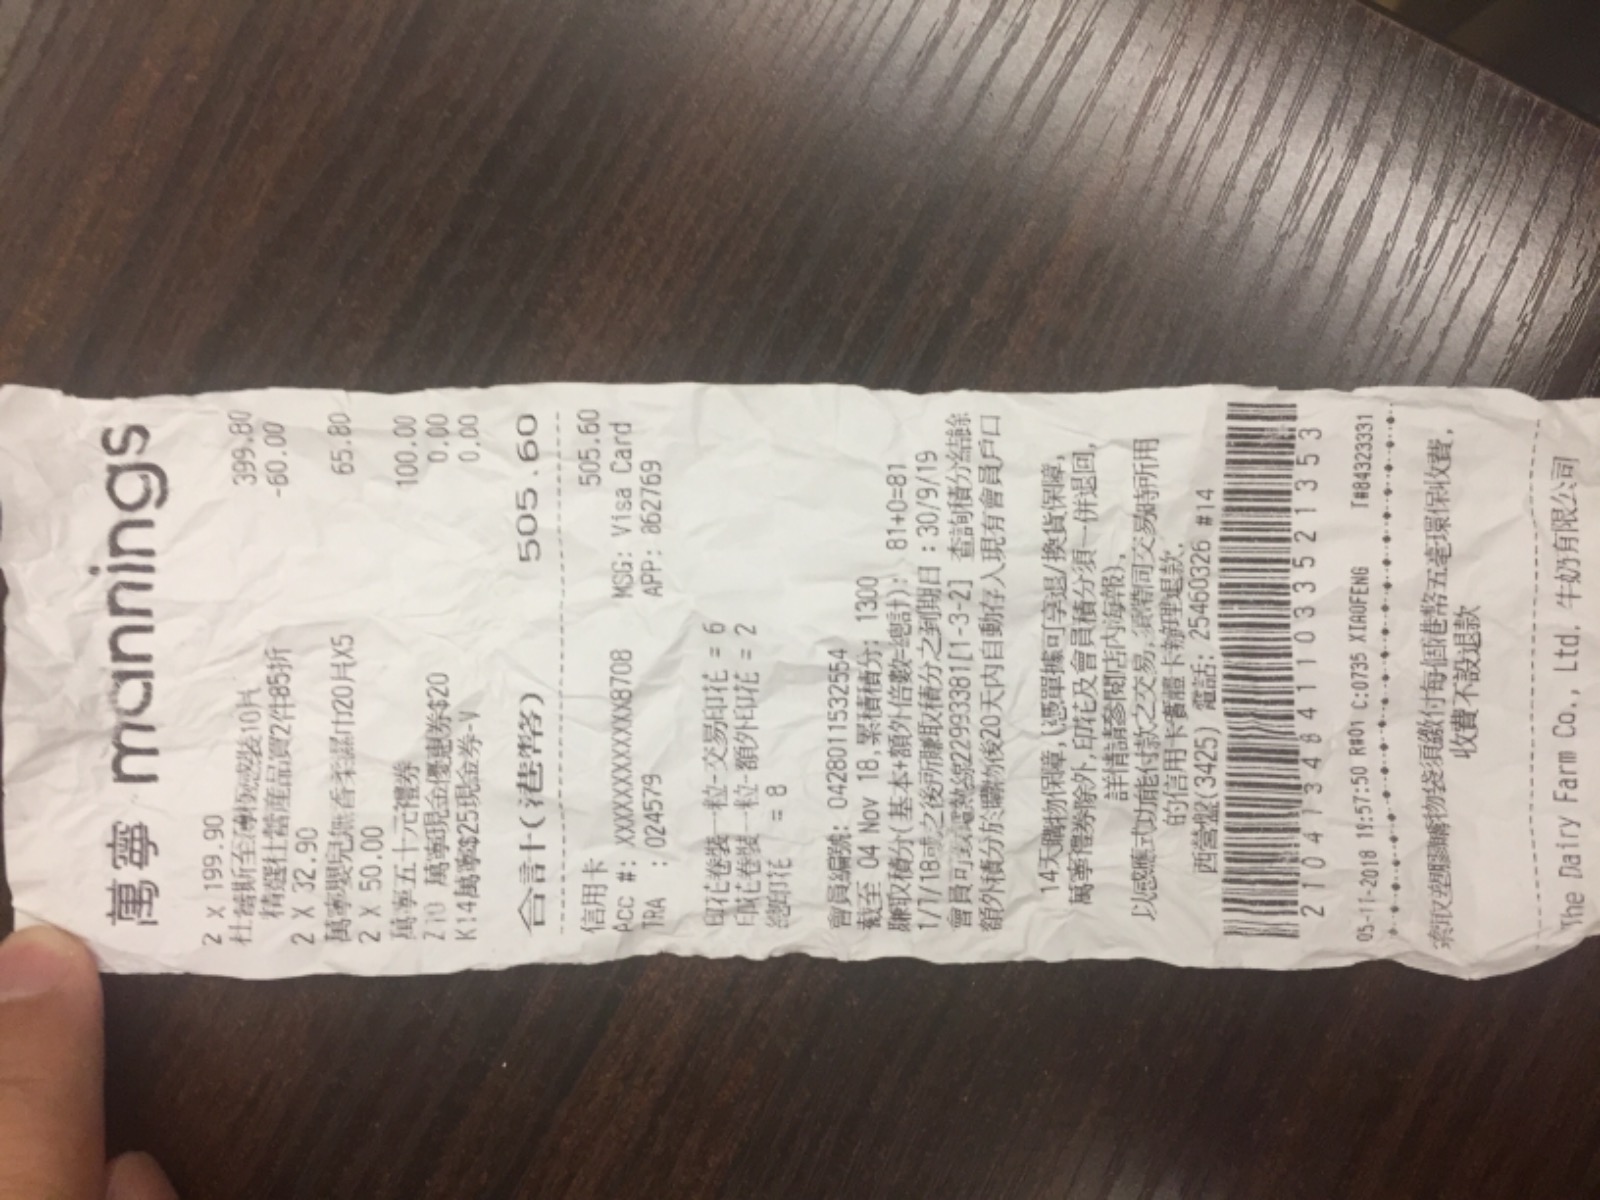 萬寧 mannings
2 X 199.90
杜蕾斯至薄極感裝10片 399.80
精選杜蕾產品買2件85折 -60.00
2 X 32.90
萬寧嬰兒無香柔濕巾20片X5 65.80
2 X 50.00
萬寧五十元禮券 100.00
Z10 萬寧現金優惠券$20 0.00
K14萬寧$25現金券-V 0.00
合計(港幣) 505.60
信用卡 505.60
Acc #: XXXXXXXXXXXX8708 MSG: Visa Card
TRA : 024579 APP: 062769
印花卷裝一粒-交易印花 = 6
印花卷裝一粒-額外印花 = 2
總印花 = 8
會員編號: 0428011532554
截至 04 Nov 18,累積積分: 1300
賺取積分(基本+額外倍數=總計): 81+0=81
1/7/18或之後所賺取積分之到期日:30/9/19
會員可致電熱線22993381[1-3-2] 查詢積分結餘
額外積分於購物後20天內自動存入現有會員戶口
14天購物保障,(憑單據可享退/換貨保障,
萬寧禮券除外,印花及會員積分須一併退回,
詳情請參閱店內海報).
以感應式功能付款之交易,須帶同交易時所用
的信用卡實體卡辦理退款.
西營盤(3425) 電話: 25460326 #14
2104134841103352 1353
05-11-2018 19:57:50 R#01 C:0735 XIAOFENG T#84323331
索取塑膠購物袋須繳付每個港幣五毫環保收費,
收費不設退款
The Dairy Farm Co., Ltd. 牛奶有限公司